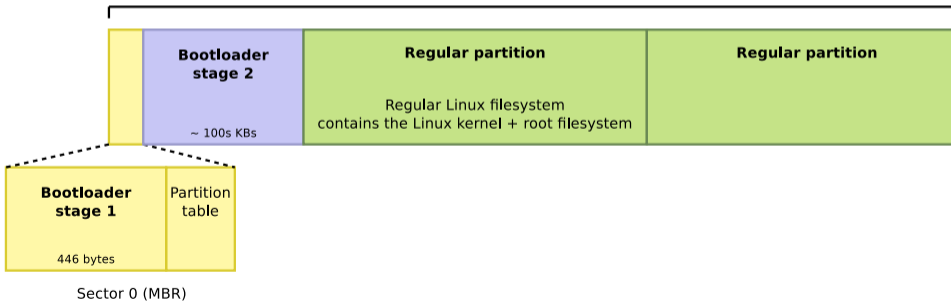 Bootloader
stage 2
~ 100s KBs
Regular partition
Regular Linux filesystem
contains the Linux kernel + root filesystem
Regular partition
Bootloader
stage 1
446 bytes
Partition
table
Sector 0 (MBR)